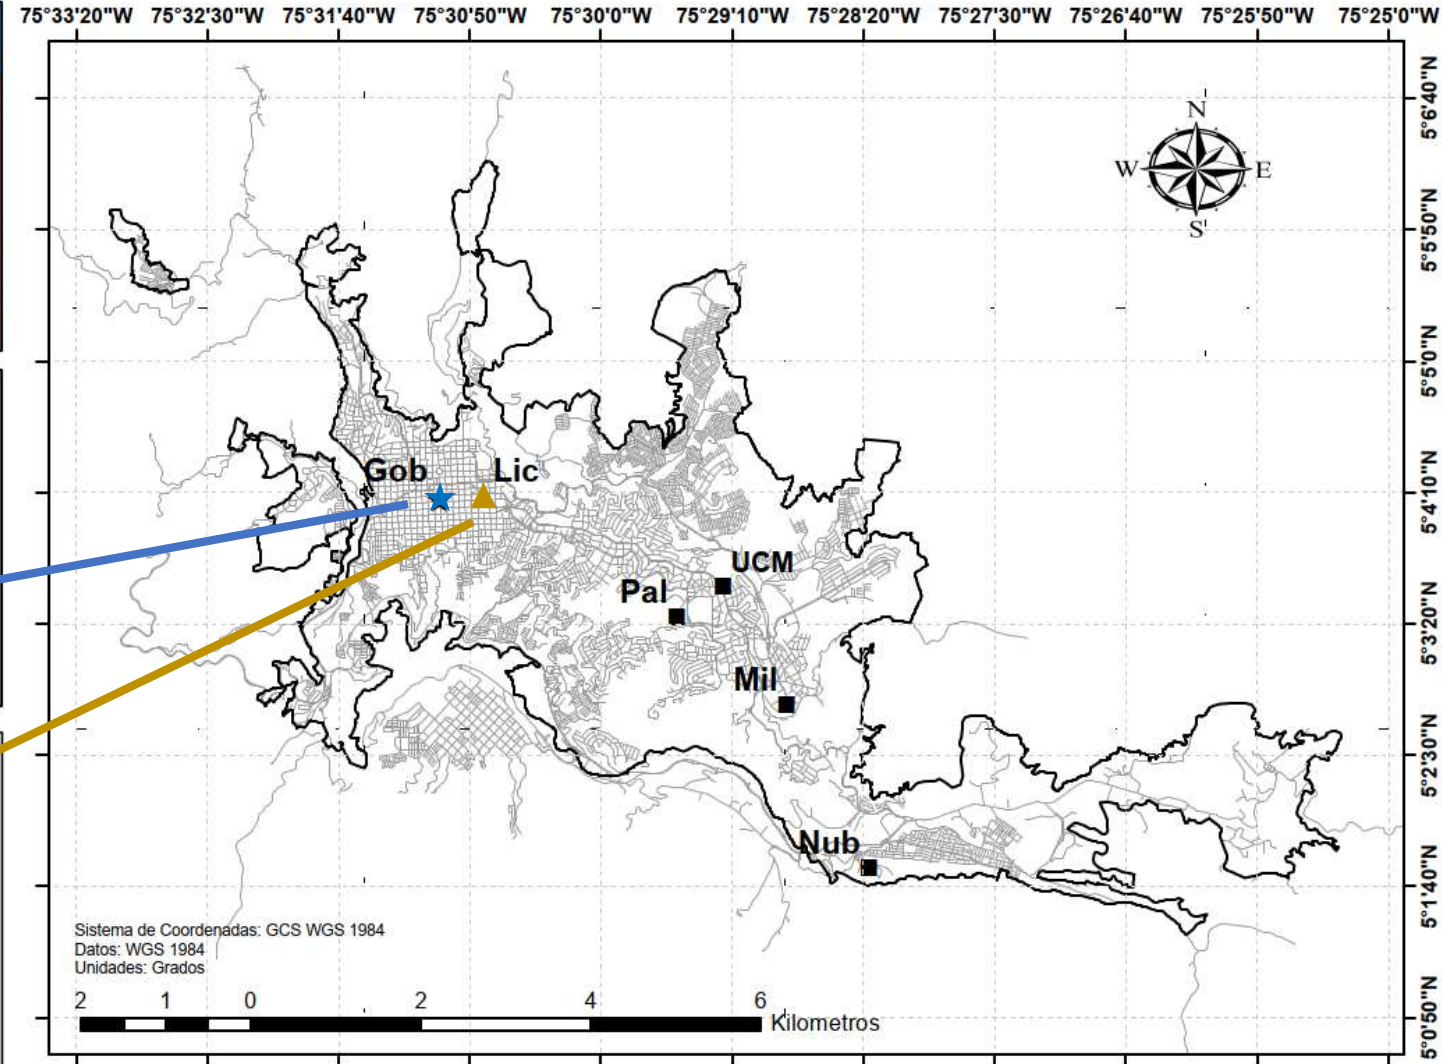 75°33'20"W 75°32'30"W 75°31'40"W 75°30'50"W 75°30'0"W 75°29'10"W 75°28'20"W 75°27'30"W 75°26'40"W 75°25'50"W 75°25'0"W
5°6'40"N
N
W E
S
5°5'50"N
5°5'0"N
Gob Lic
5°4'10"N
UCM
Pal
5°3'20"N
Mil
5°2'30"N
Nub
5°1'40"N
Sistema de Coordenadas: GCS WGS 1984
Datos: WGS 1984
Unidades: Grados
2 1 0 2 4 6
Kilometros
5°0'50"N